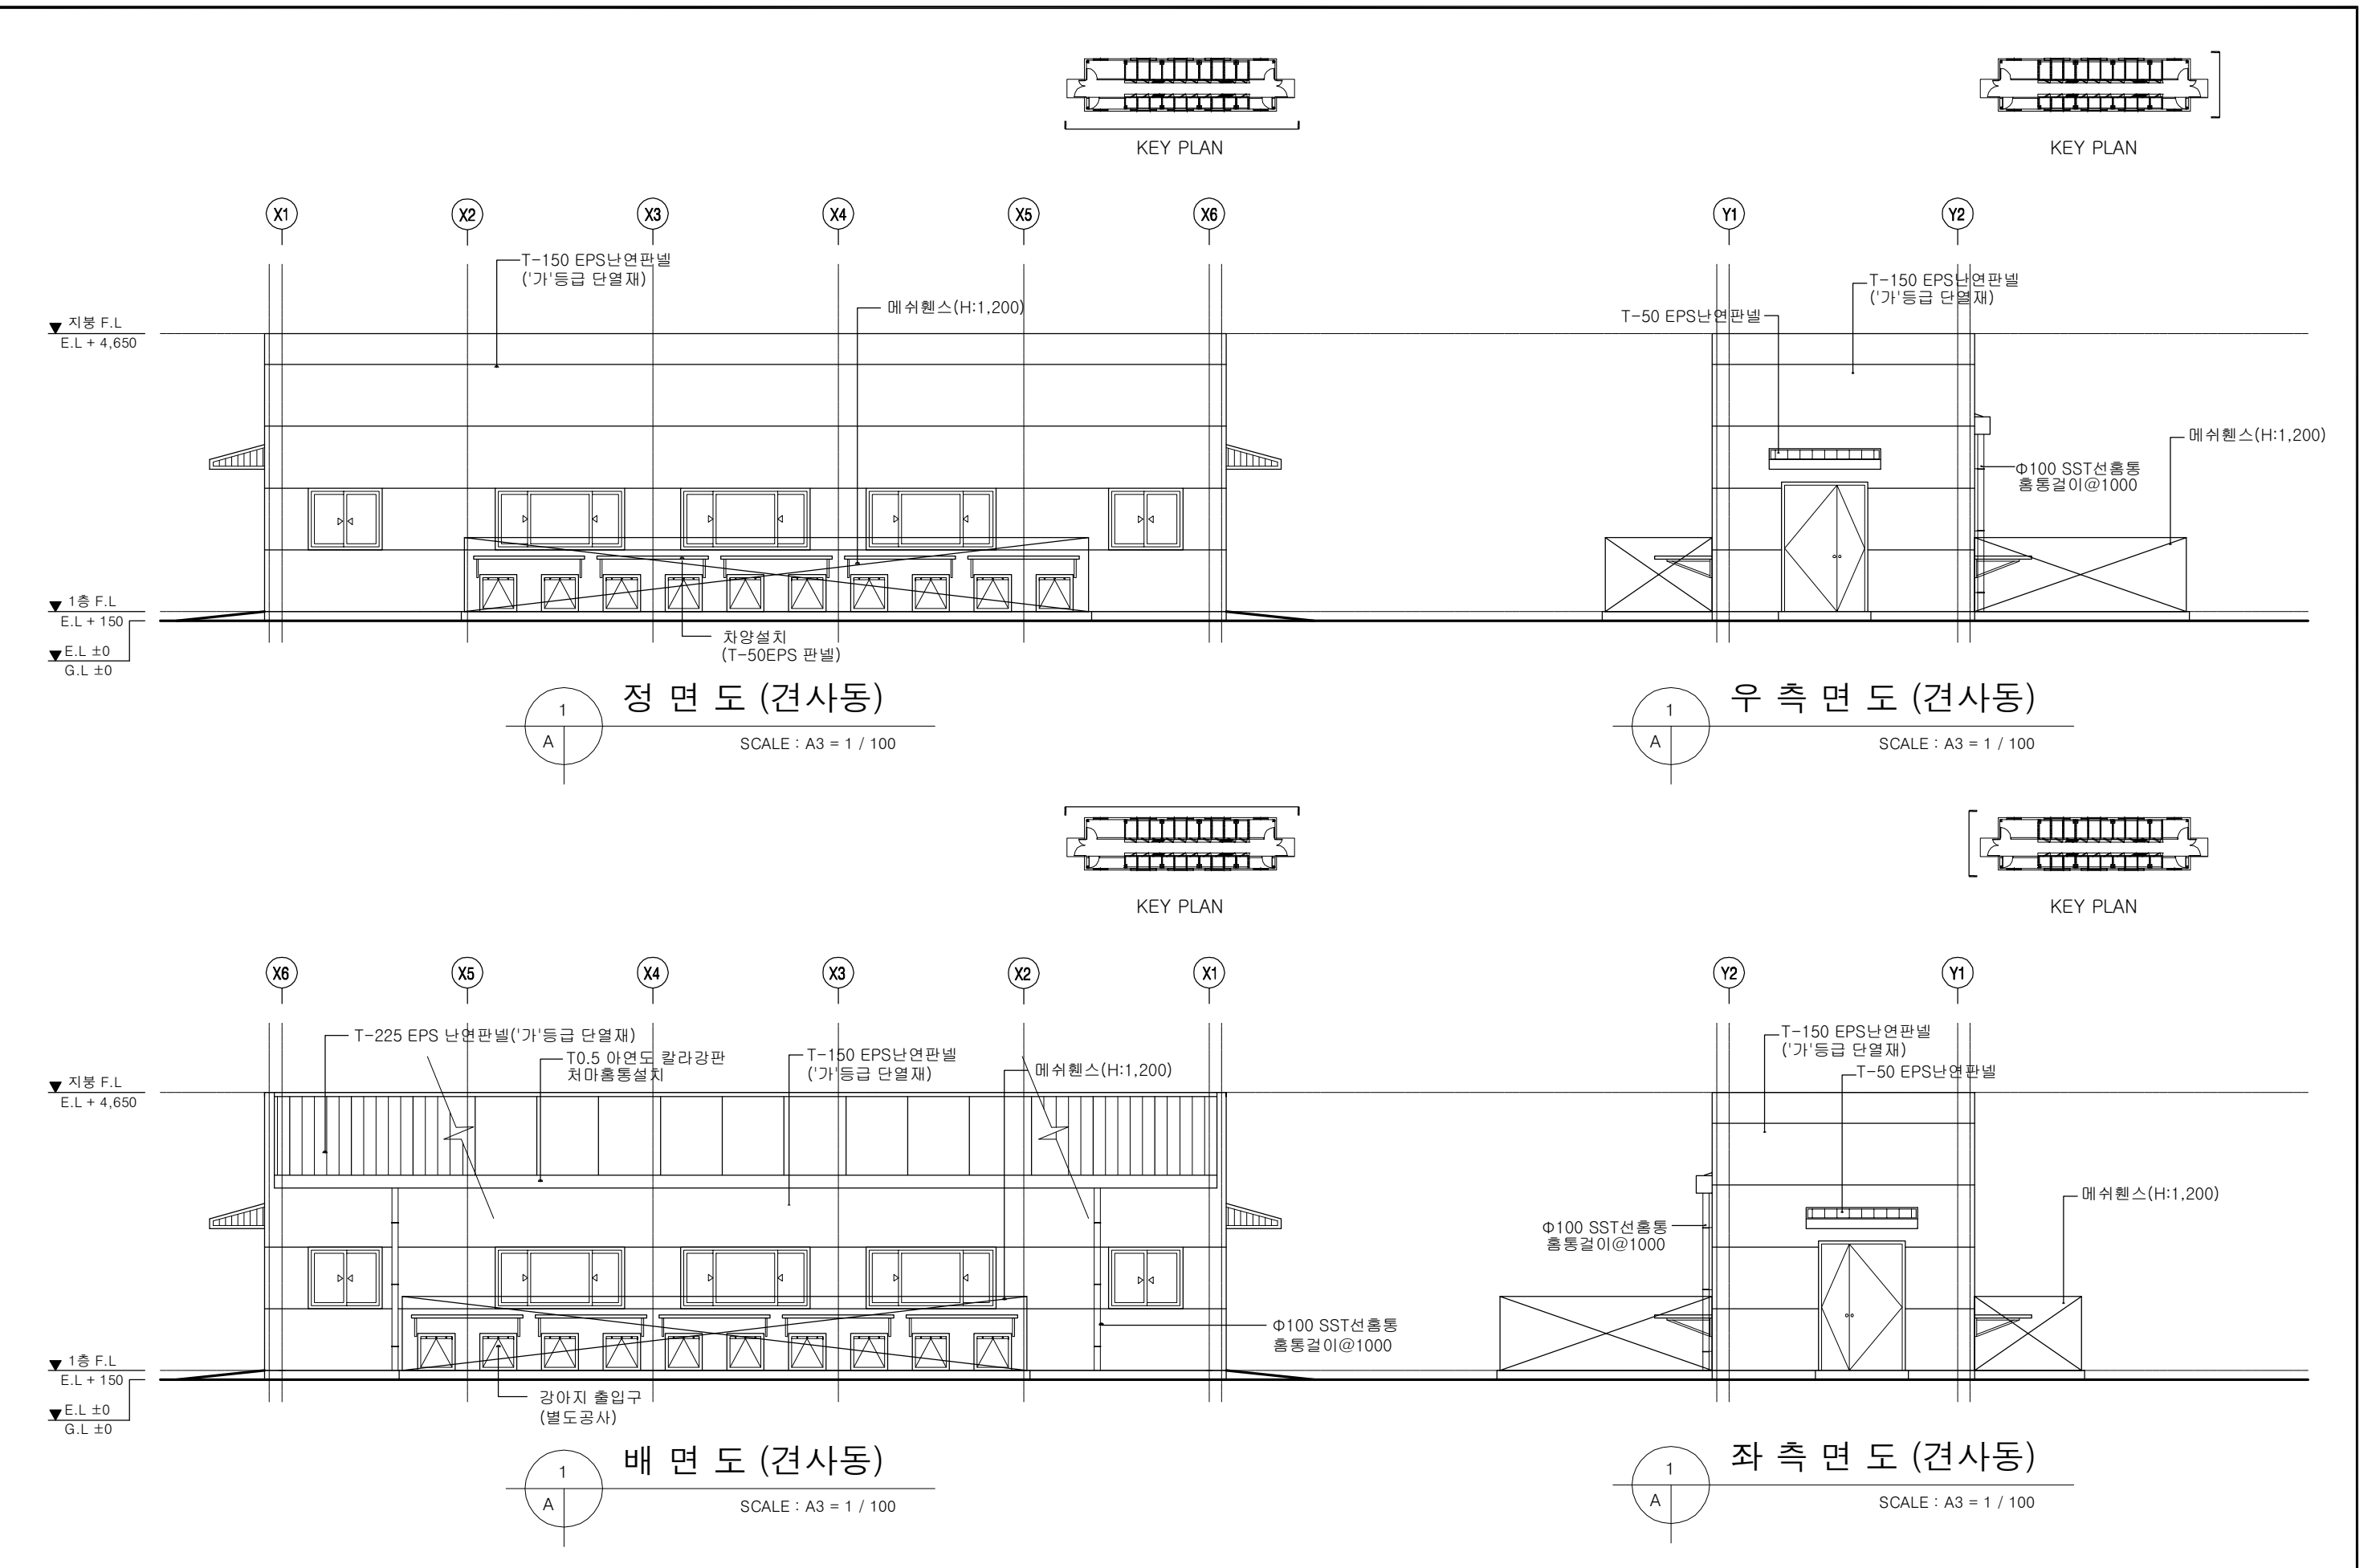 KEY PLAN
KEY PLAN
X1
X2
X3
X4
X5
X6
Y1
Y2
T-150 EPS난연판넬
('가'등급 단열재)
메쉬휀스(H:1,200)
T-150 EPS난연판넬
('가'등급 단열재)
T-50 EPS난연판넬
메쉬휀스(H:1,200)
Φ100 SST선홈통
홈통걸이@1000
지붕 F.L
E.L + 4,650
1층 F.L
E.L + 150
E.L ±0
G.L ±0
차양설치
(T-50EPS 판넬)
1
A
정 면 도 (견사동)
SCALE : A3 = 1 / 100
1
A
우 측 면 도 (견사동)
SCALE : A3 = 1 / 100
KEY PLAN
KEY PLAN
X6
X5
X4
X3
X2
X1
Y2
Y1
T-225 EPS 난연판넬('가'등급 단열재)
T0.5 아연도 칼라강판
처마홈통설치
T-150 EPS난연판넬
('가'등급 단열재)
메쉬휀스(H:1,200)
T-150 EPS난연판넬
('가'등급 단열재)
T-50 EPS난연판넬
메쉬휀스(H:1,200)
Φ100 SST선홈통
홈통걸이@1000
지붕 F.L
E.L + 4,650
Φ100 SST선홈통
홈통걸이@1000
1층 F.L
E.L + 150
E.L ±0
G.L ±0
강아지 출입구
(별도공사)
1
A
배 면 도 (견사동)
SCALE : A3 = 1 / 100
1
A
좌 측 면 도 (견사동)
SCALE : A3 = 1 / 100